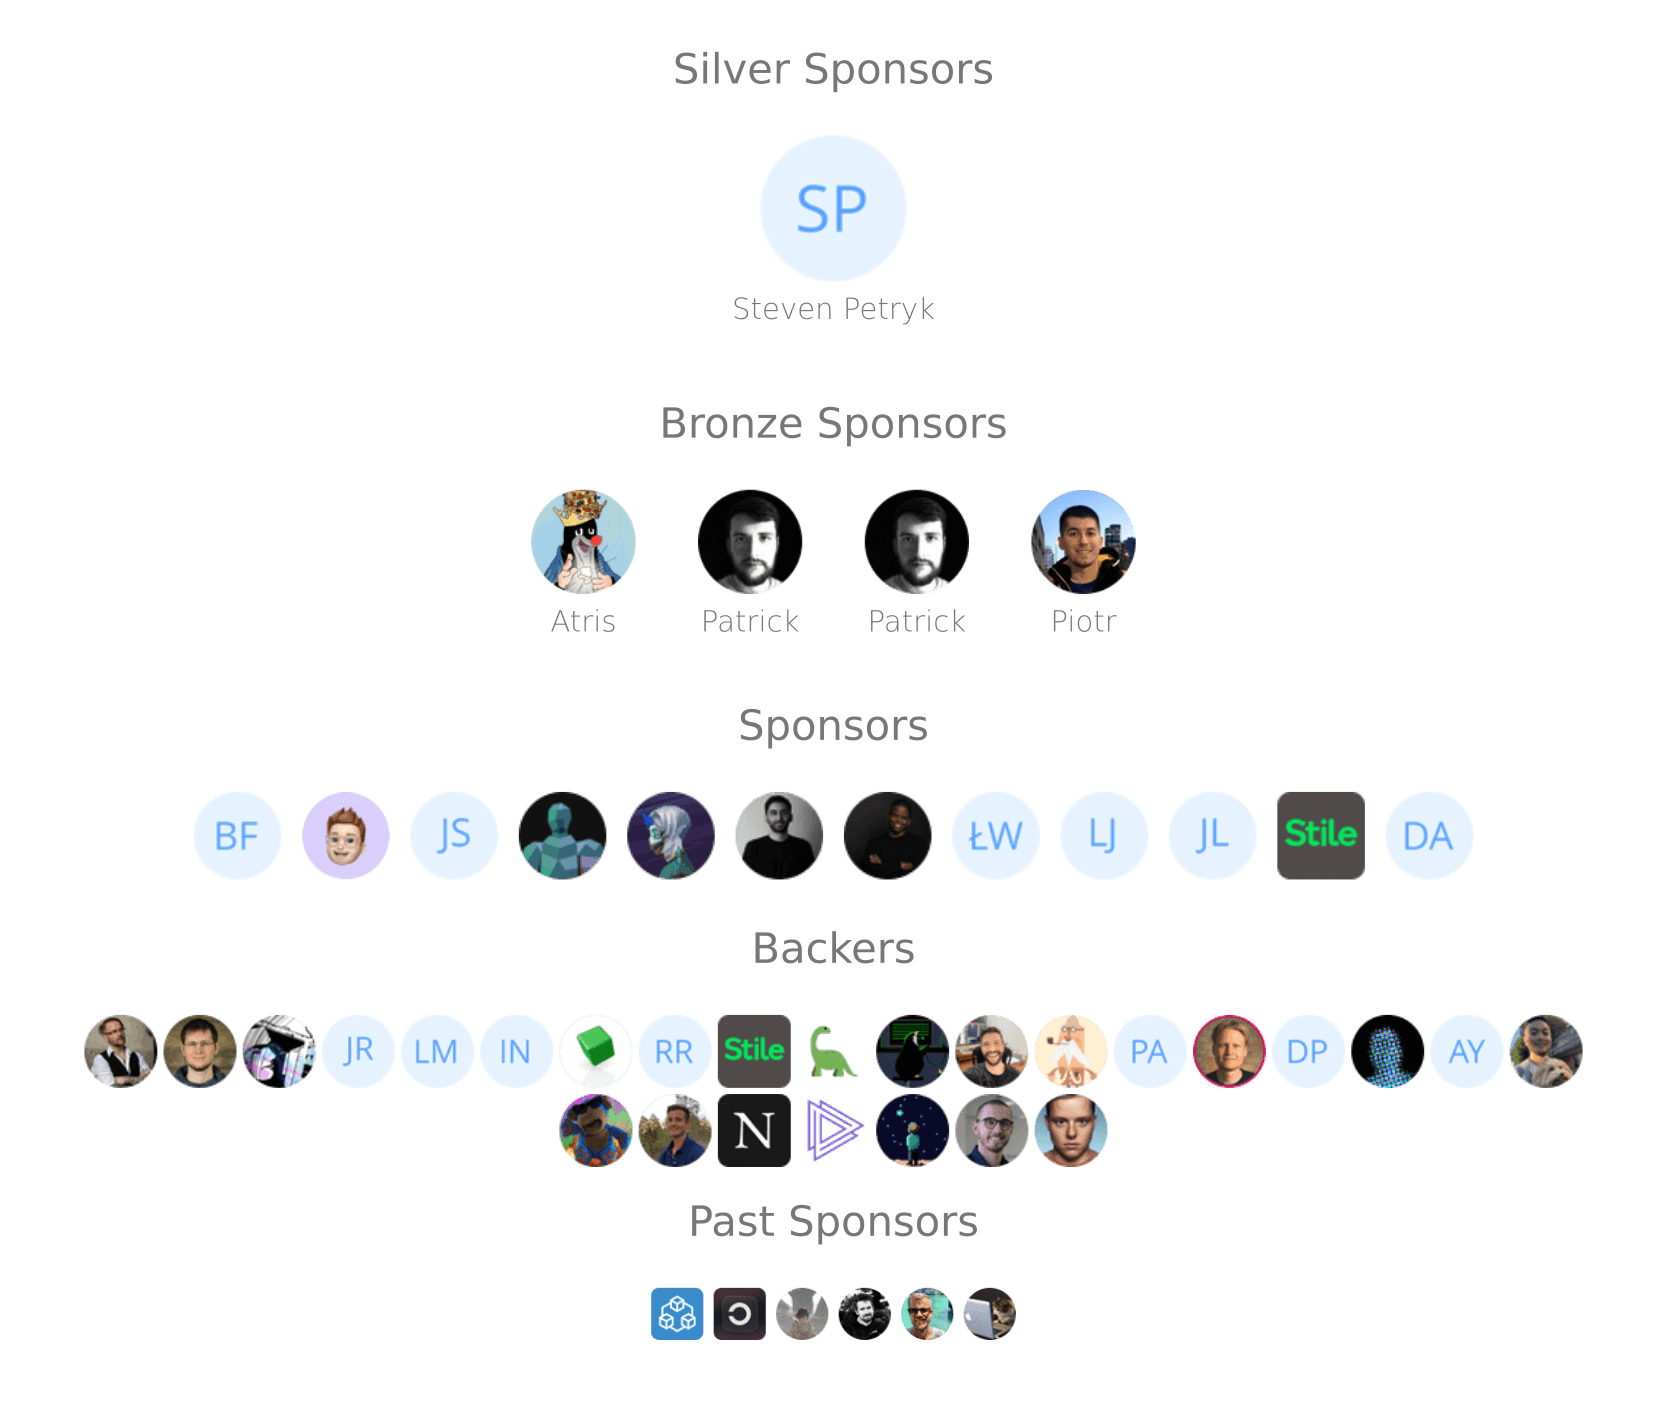 Silver Sponsors
SP
Steven Petryk
Bronze Sponsors
Atris Patrick Patrick Piotr
Sponsors
BF JS ŁW LJ JL Stile DA
Backers
JR LM IN RR Stile PA DP AY
N
Past Sponsors